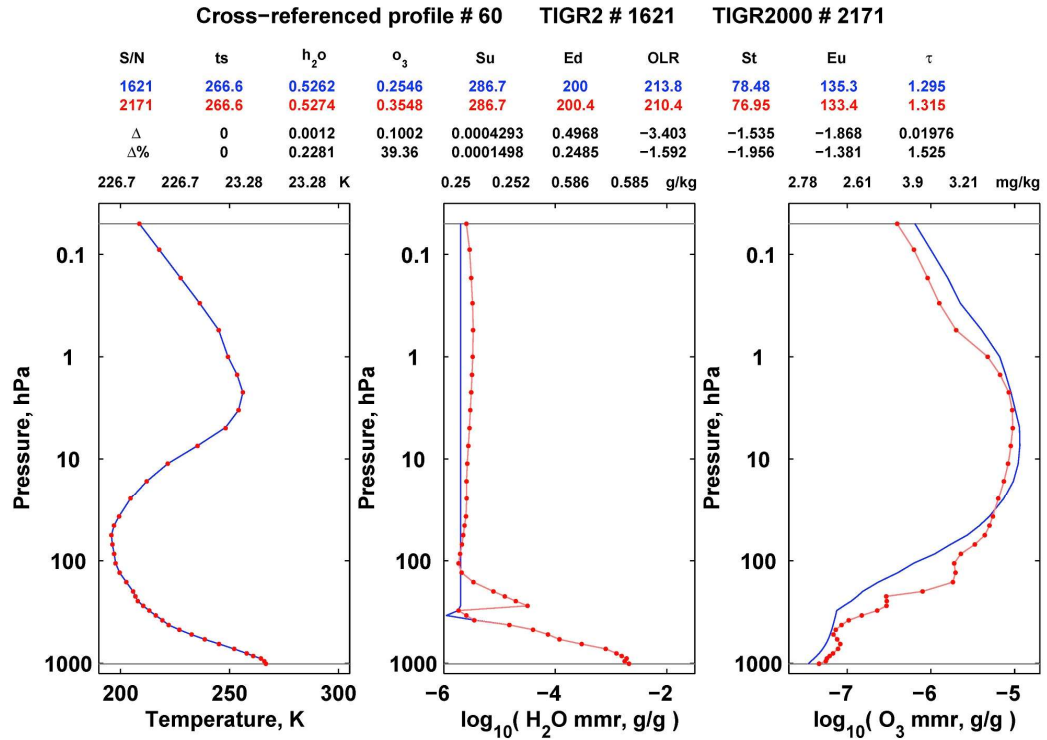 Cross−referenced profile # 60 TIGR2 # 1621 TIGR2000 # 2171
S/N ts h2o o3 Su Ed OLR St Eu τ
1621 266.6 0.5262 0.2546 286.7 200 213.8 78.48 135.3 1.295
2171 266.6 0.5274 0.3548 286.7 200.4 210.4 76.95 133.4 1.315
Δ 0 0.0012 0.1002 0.0004293 0.4968 −3.403 −1.535 −1.868 0.01976
Δ% 0 0.2281 39.36 0.0001498 0.2485 −1.592 −1.956 −1.381 1.525
226.7 226.7 23.28 23.28 K 0.25 0.252 0.586 0.585 g/kg 2.78 2.61 3.9 3.21 mg/kg
Pressure, hPa
0.1
1
10
100
1000
200 250 300
Temperature, K
Pressure, hPa
−6 −4 −2
log10( H2O mmr, g/g )
Pressure, hPa
0.1
1
10
100
1000
−7 −6 −5
log10( O3 mmr, g/g )